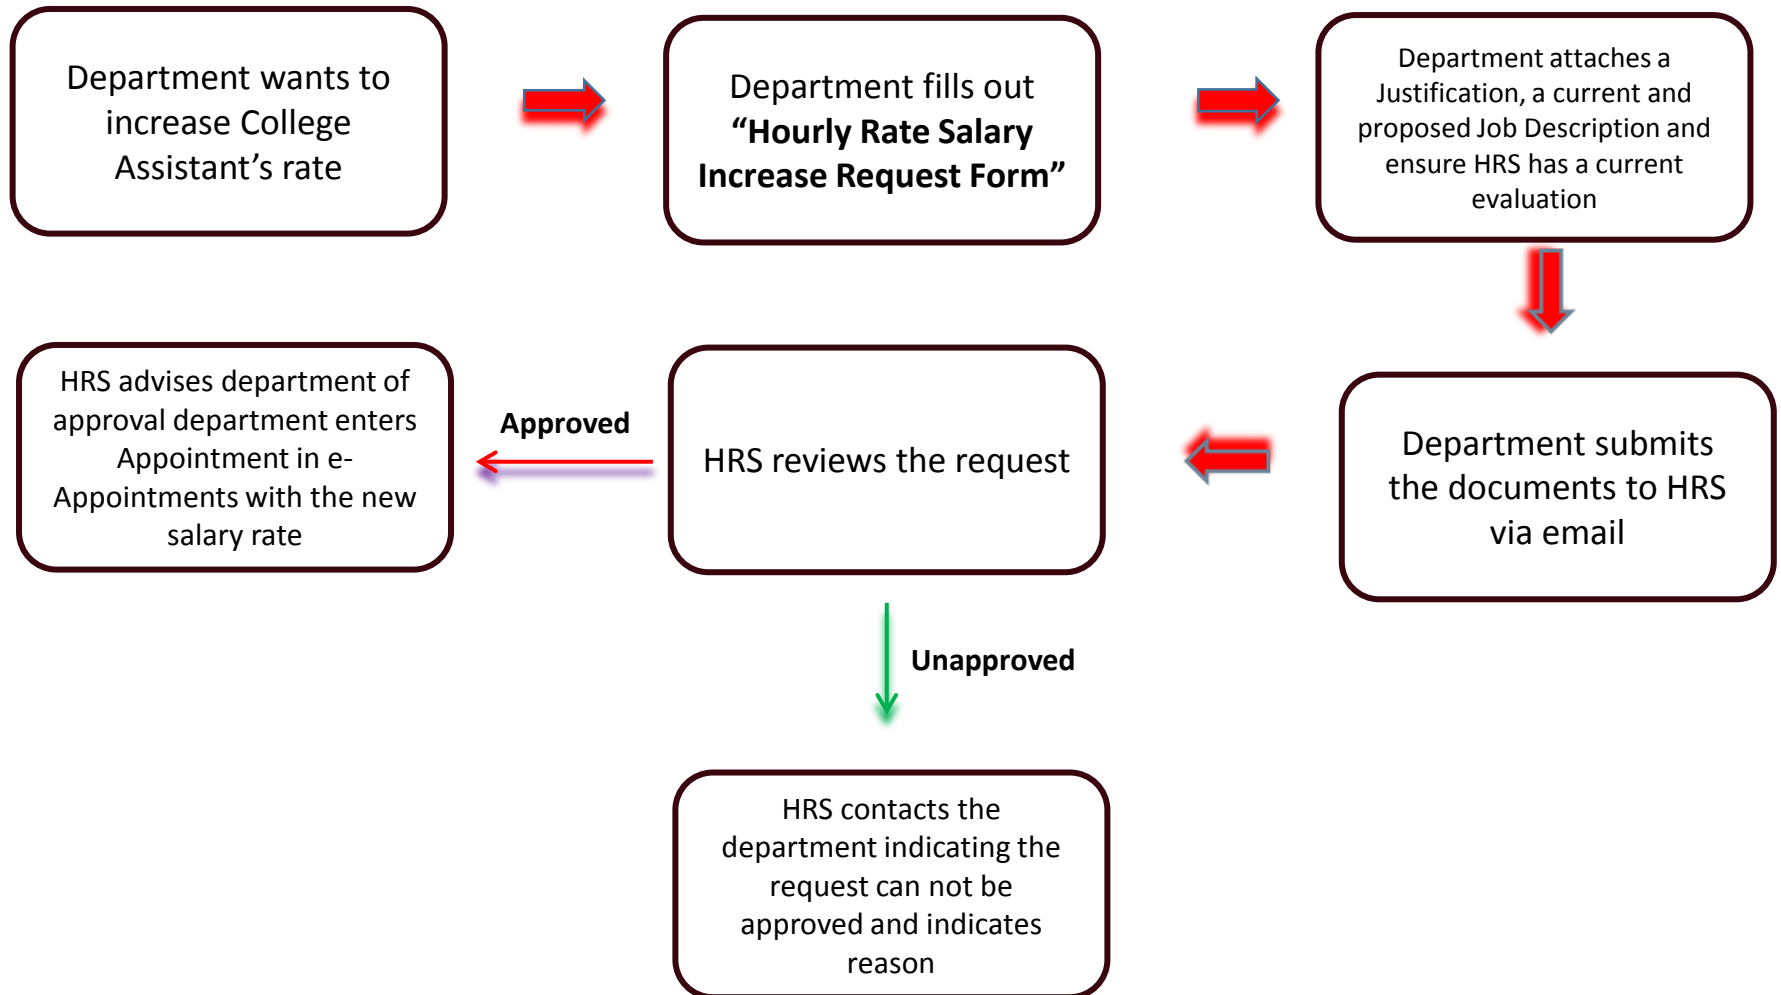 Department wants to
increase College
Assistant’s rate
Department fills out
“Hourly Rate Salary
Increase Request Form”
Department attaches a
Justification, a current and
proposed Job Description and
ensure HRS has a current
evaluation
Department submits
the documents to HRS
via email
HRS reviews the request
Approved
HRS advises department of
approval department enters
Appointment in e-
Appointments with the new
salary rate
Unapproved
HRS contacts the
department indicating the
request can not be
approved and indicates
reason